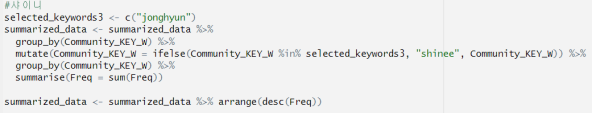 #샤이니
selected_keywords3 <- c("jonghyun")
summarized_data <- summarized_data %>%
group_by(Community_KEY_W) %>%
mutate(Community_KEY_W = ifelse(Community_KEY_W %in% selected_keywords3, "shinee", Community_KEY_W)) %>%
group_by(Community_KEY_W) %>%
summarise(Freq = sum(Freq))
summarized_data <- summarized_data %>% arrange(desc(Freq))